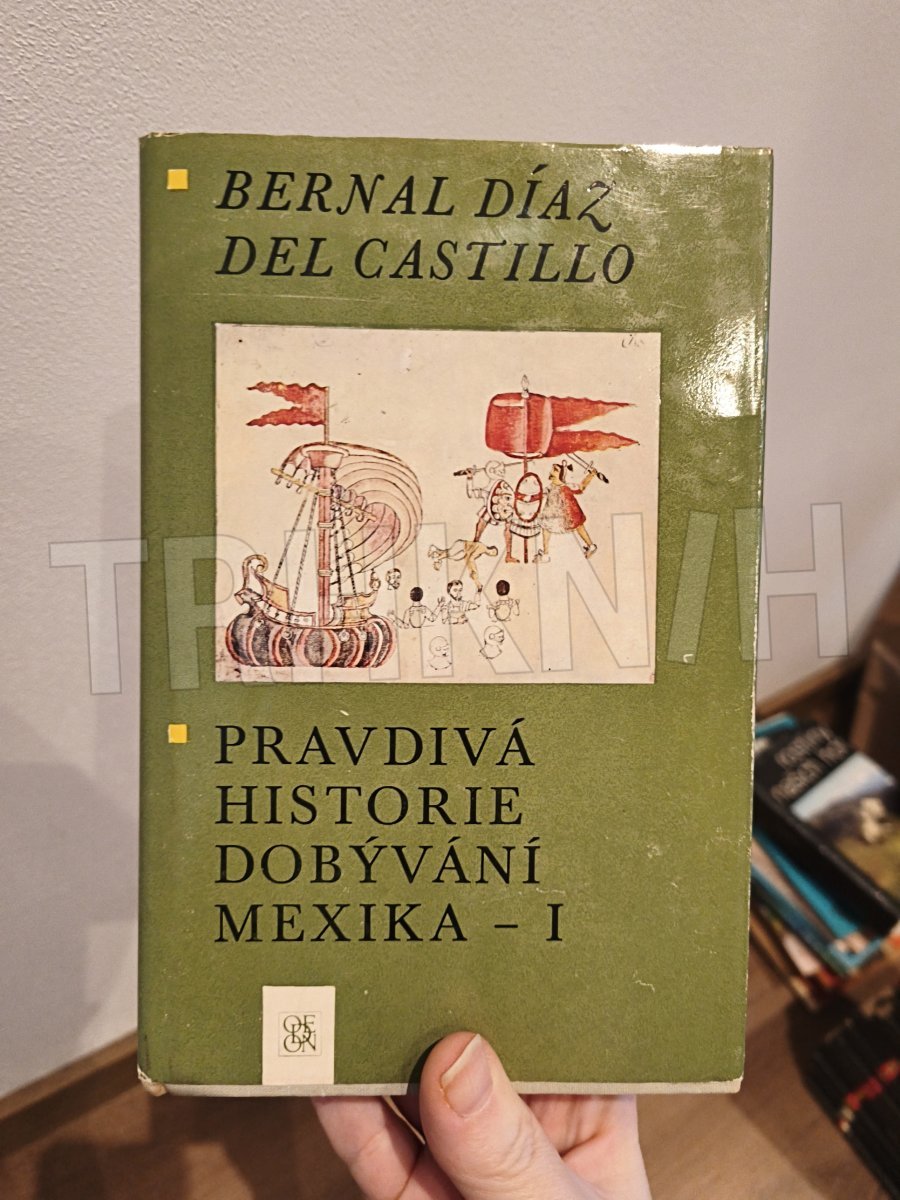 BERNAL DÍAZ
DEL CASTILLO
PRAVDIVÁ
HISTORIE
DOBÝVÁNÍ
MEXIKA – I
ODEON